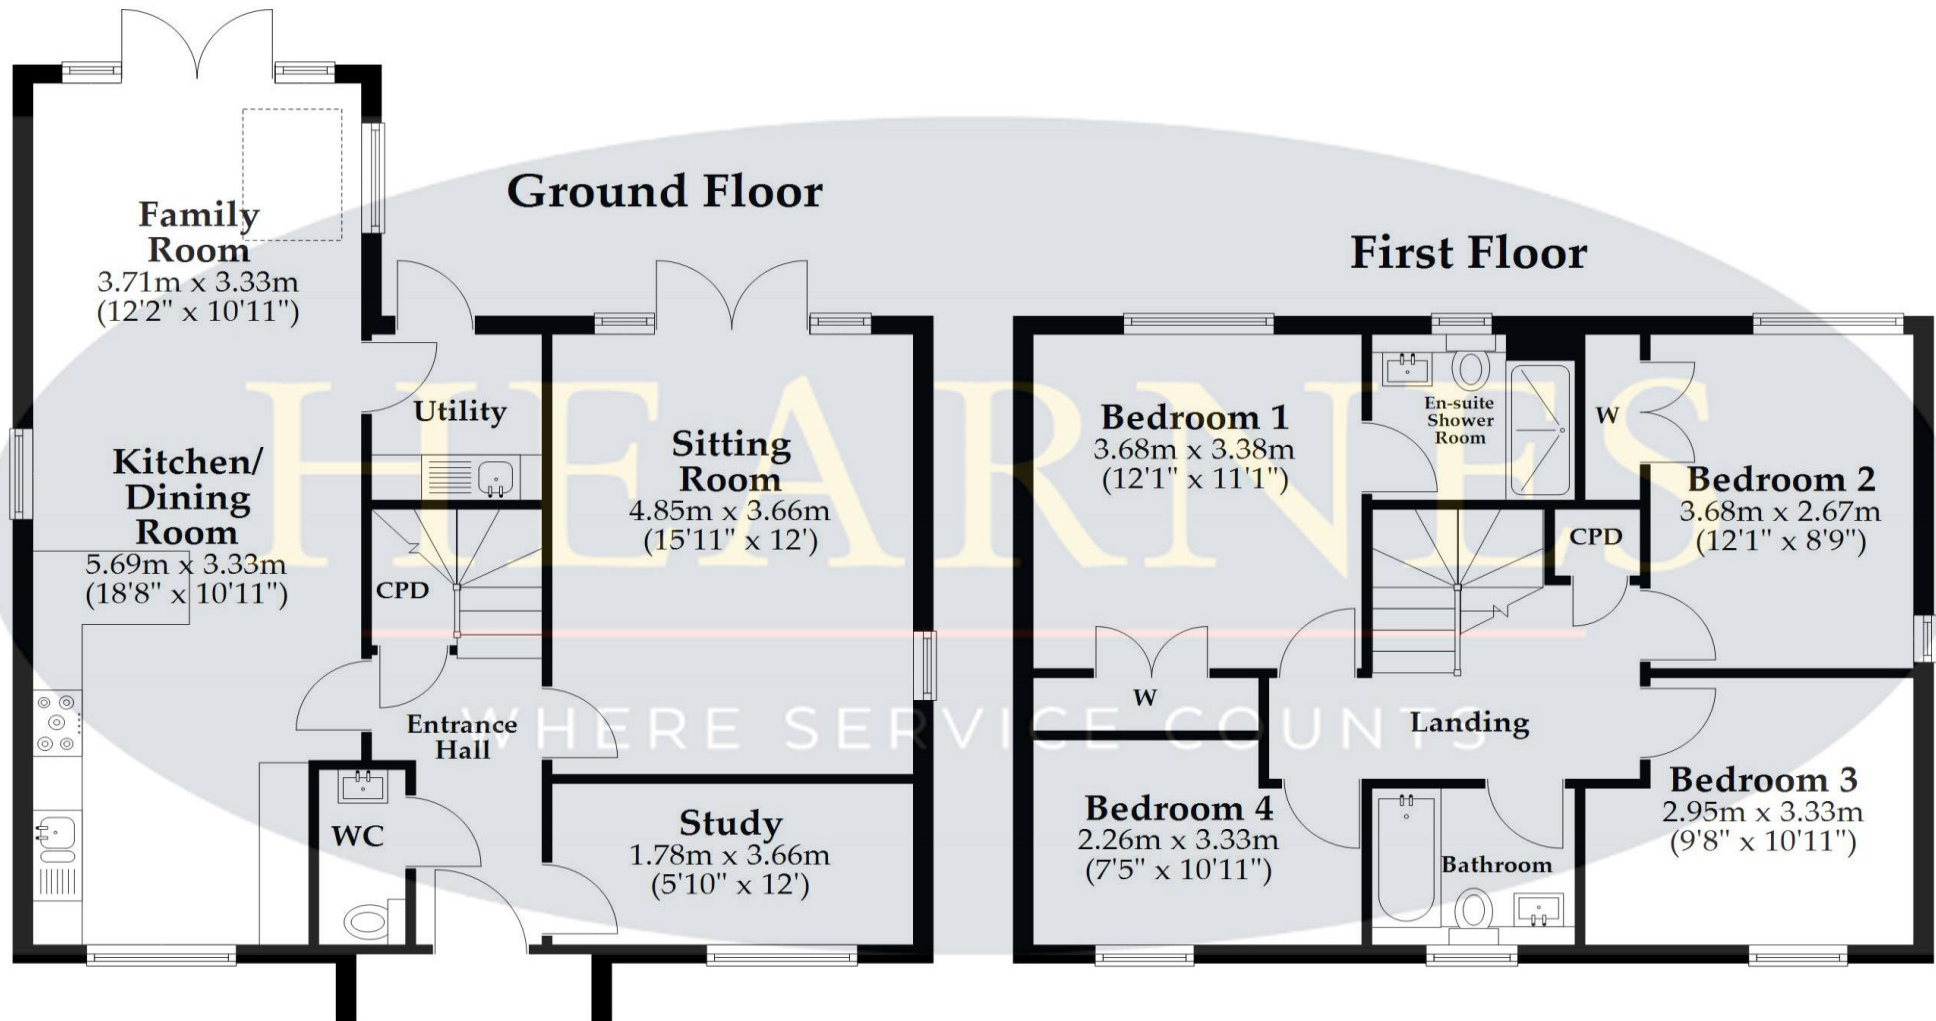 Ground Floor
Family
Room
3.71m x 3.33m
(12'2" x 10'11")
Kitchen/
Dining
Room
5.69m x 3.33m
(18'8" x 10'11")
Utility
CPD
Sitting
Room
4.85m x 3.66m
(15'11" x 12')
Entrance
Hall
WC
Study
1.78m x 3.66m
(5'10" x 12')
First Floor
Bedroom 1
3.68m x 3.38m
(12'1" x 11'1")
En-suite
Shower
Room
W
Bedroom 2
3.68m x 2.67m
(12'1" x 8'9")
CPD
W
Landing
Bedroom 4
2.26m x 3.33m
(7'5" x 10'11")
Bathroom
Bedroom 3
2.95m x 3.33m
(9'8" x 10'11")
HEARNES
WHERE SERVICE COUNTS